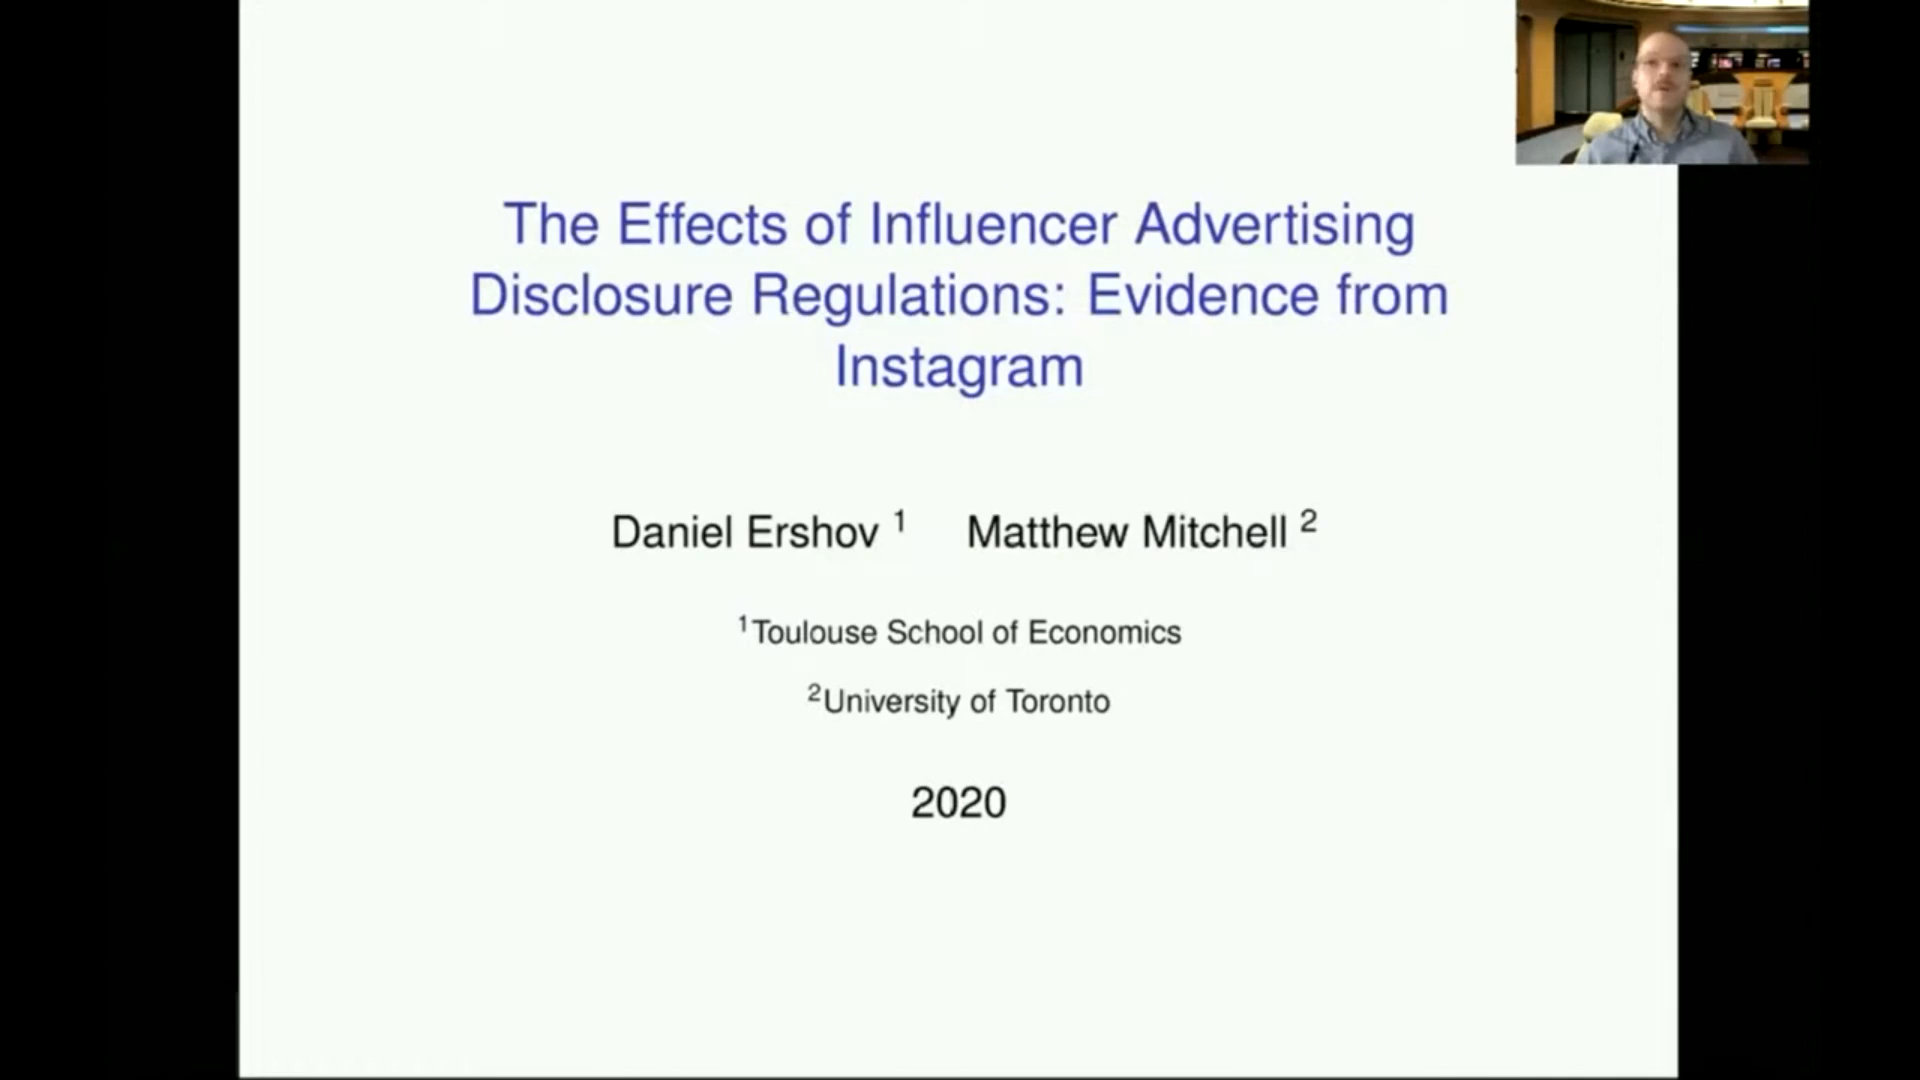 The Effects of Influencer Advertising
Disclosure Regulations: Evidence from
Instagram
Daniel Ershov ¹ Matthew Mitchell ²
¹Toulouse School of Economics
²University of Toronto
2020